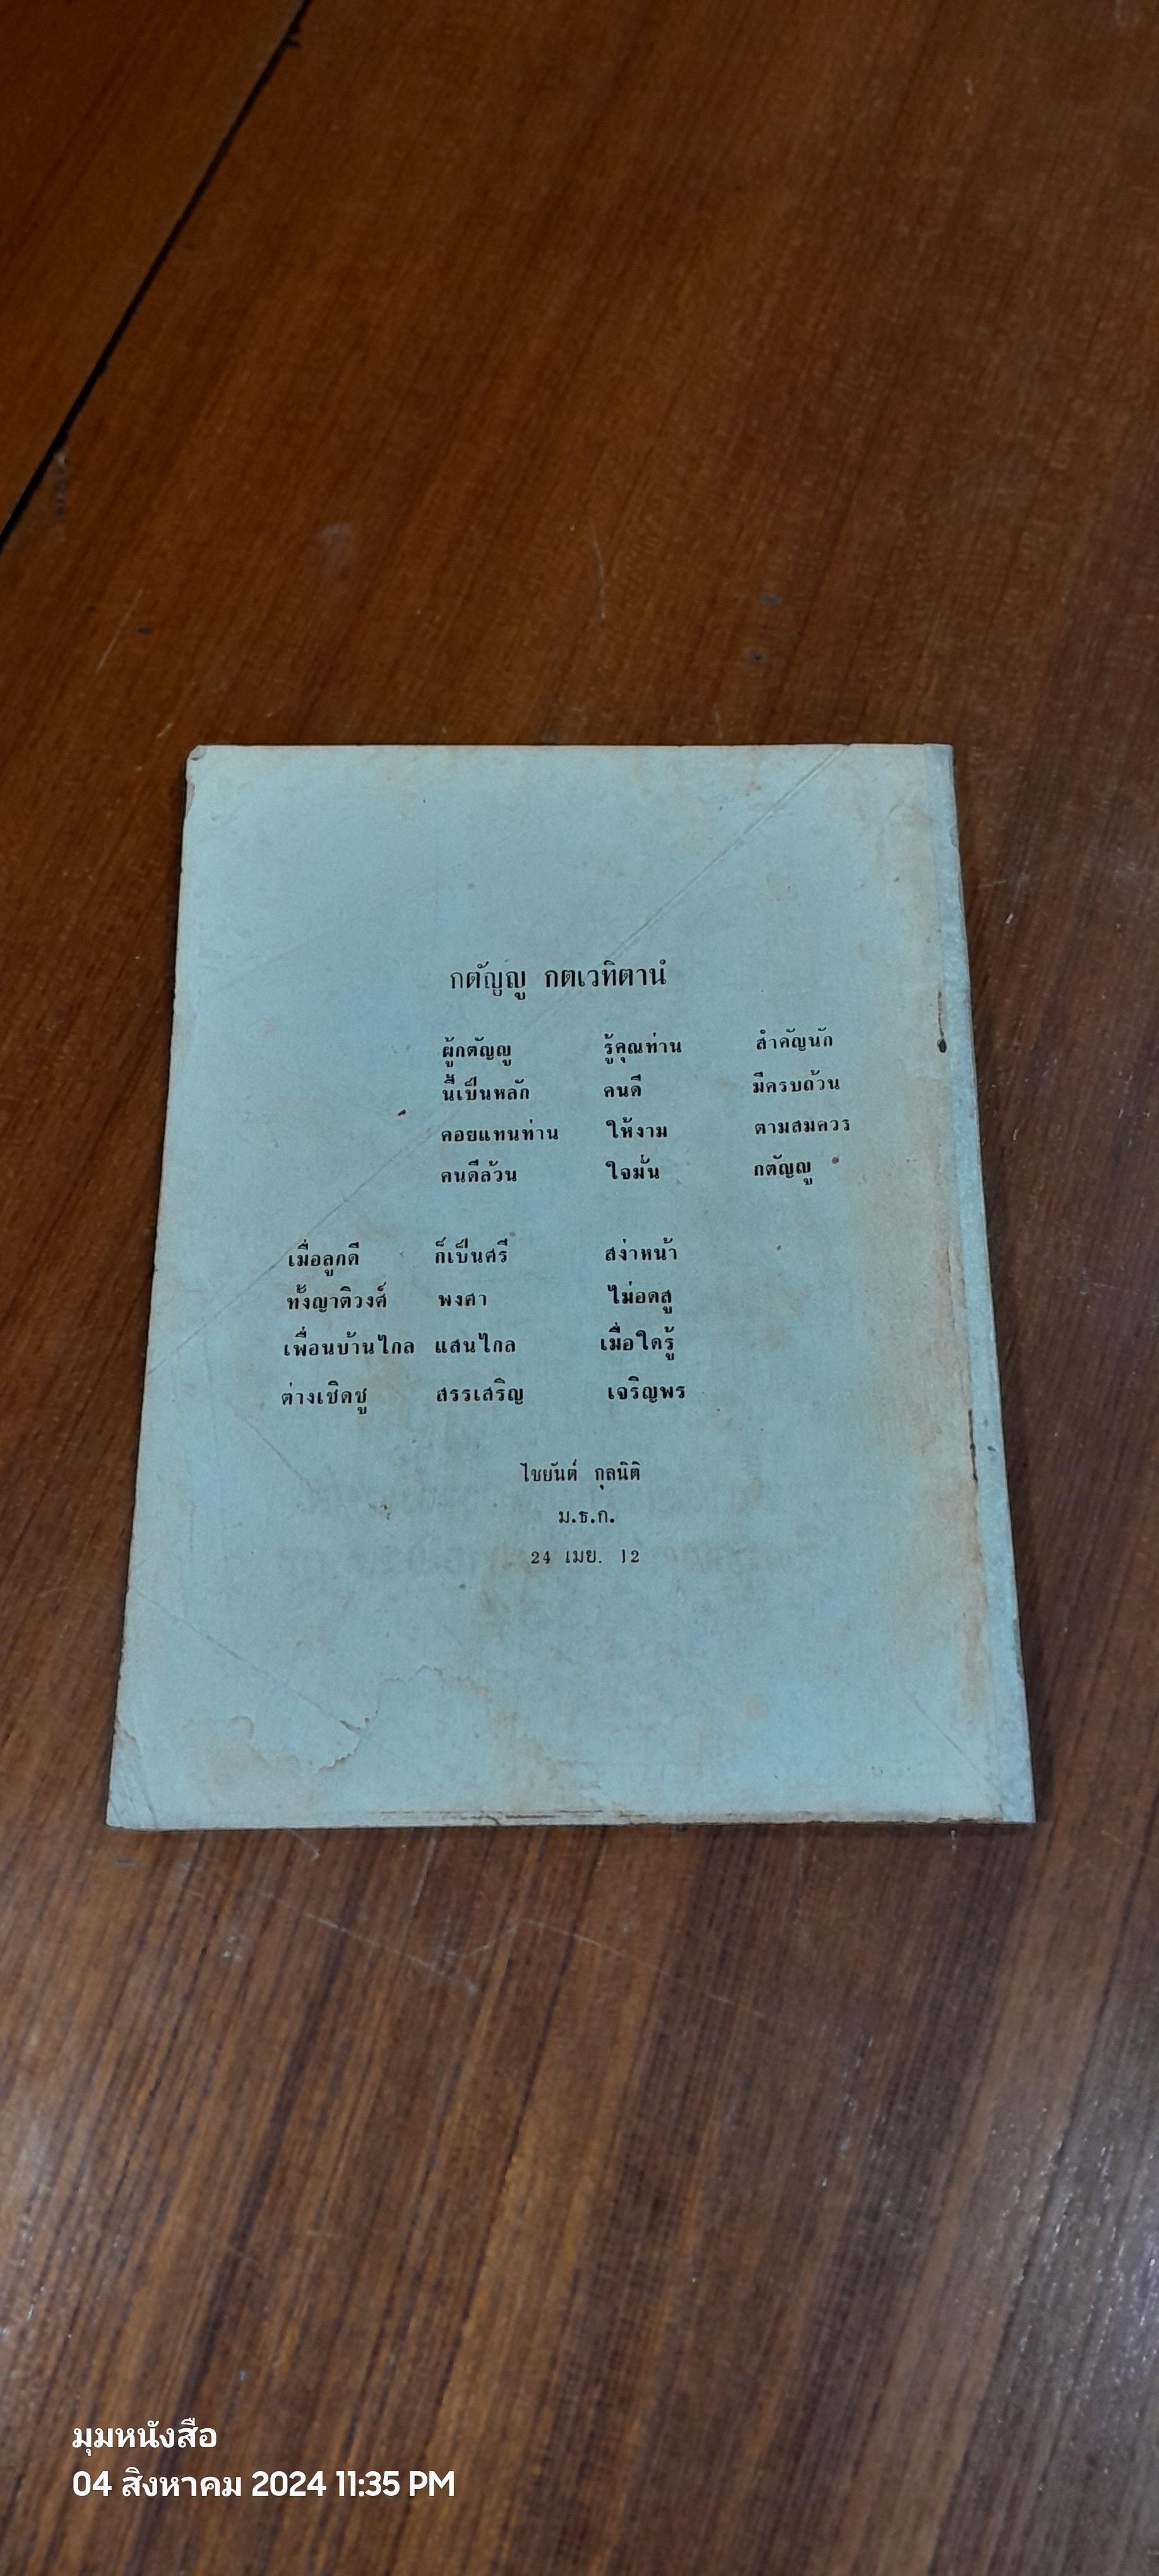 กตัญญู กตเวทิตานํ
ผู้กตัญญู รู้คุณท่าน สำคัญนัก
นี้เป็นหลัก คนดี มีครบถ้วน
คอยแทนท่าน ให้งาม ตามสมควร
คนดีล้วน ใจมั่น กตัญญู
เมื่อลูกดี ก็เป็นศรี สง่าหน้า
ทั้งญาติวงศ์ พงศา ไม่อดสู
เพื่อนบ้านไกล แสนไกล เมื่อใดรู้
ต่างเชิดชู สรรเสริญ เจริญพร
ไชยันต์ กุลนิติ
ม.ธ.ก.
24 เมย. 12
มุมหนังสือ
04 สิงหาคม 2024 11:35 PM